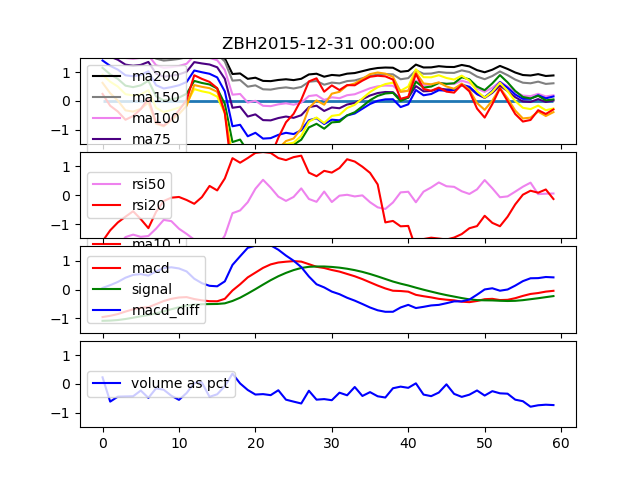 ZBH2015-12-31 00:00:00
1
0
−1
ma200
ma150
ma100
ma75
1
0
−1
rsi50
rsi20
ma10
1
0
−1
macd
signal
macd_diff
1
0
−1
volume as pct
0 10 20 30 40 50 60